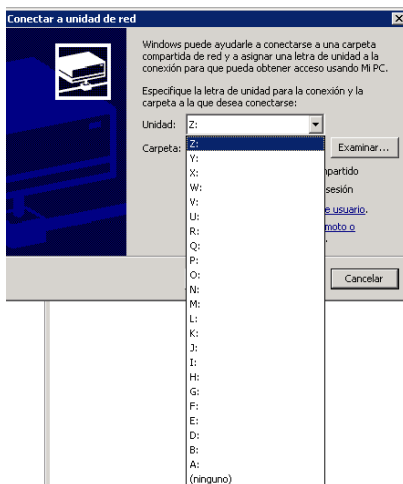 Conectar a unidad de red
Windows puede ayudarle a conectarse a una carpeta
compartida de red y a asignar una letra de unidad a la
conexión para que pueda obtener acceso usando Mi PC.
Especifique la letra de unidad para la conexión y la
carpeta a la que desea conectarse:
Unidad: Z:
Carpeta:
Examinar...
Z:
Y:
X:
W:
V:
U:
R:
Q:
P:
O:
N:
M:
L:
K:
J:
I:
H:
G:
F:
E:
D:
B:
A:
(ninguno)
sesión
e usuario.
moto o
Cancelar